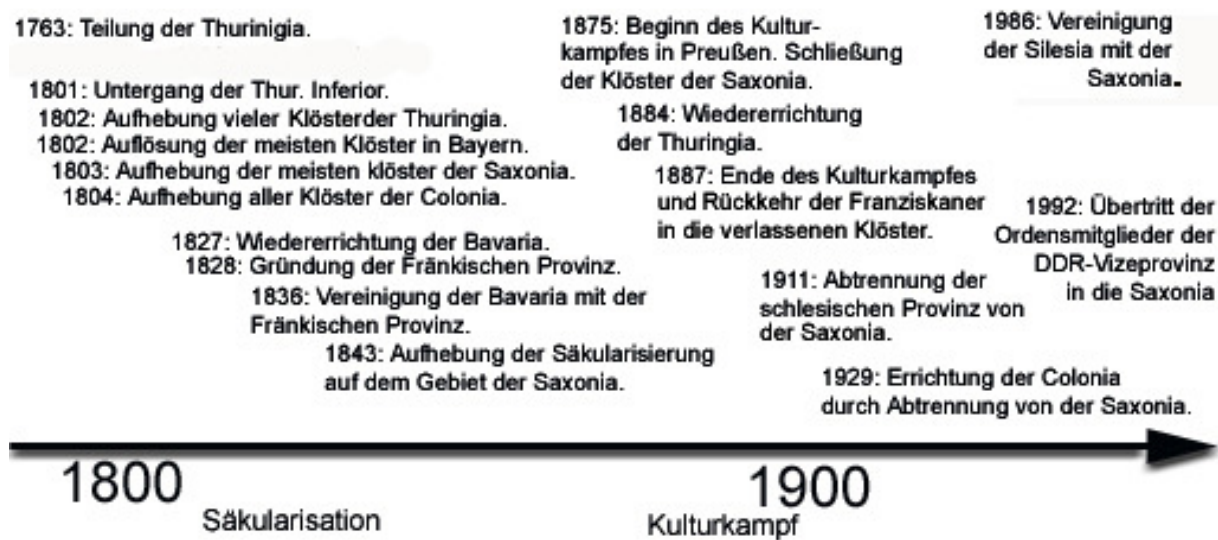 1763: Teilung der Thurinigia.
1801: Untergang der Thur. Inferior.
1802: Aufhebung vieler Klösterder Thuringia.
1802: Auflösung der meisten Klöster in Bayern.
1803: Aufhebung der meisten klöster der Saxonia.
1804: Aufhebung aller Klöster der Colonia.
1827: Wiedererrichtung der Bavaria.
1828: Gründung der Fränkischen Provinz.
1836: Vereinigung der Bavaria mit der
Fränkischen Provinz.
1843: Aufhebung der Säkularisierung
auf dem Gebiet der Saxonia.
1875: Beginn des Kultur-
kampfes in Preußen. Schließung
der Klöster der Saxonia.
1884: Wiedererrichtung
der Thuringia.
1887: Ende des Kulturkampfes
und Rückkehr der Franziskaner
in die verlassenen Klöster.
1911: Abtrennung der
schlesischen Provinz von
der Saxonia.
1929: Errichtung der Colonia
durch Abtrennung von der Saxonia.
1986: Vereinigung
der Silesia mit der
Saxonia.
1992: Übertritt der
Ordensmitglieder der
DDR-Vizeprovinz
in die Saxonia
1800
1900
Säkularisation
Kulturkampf